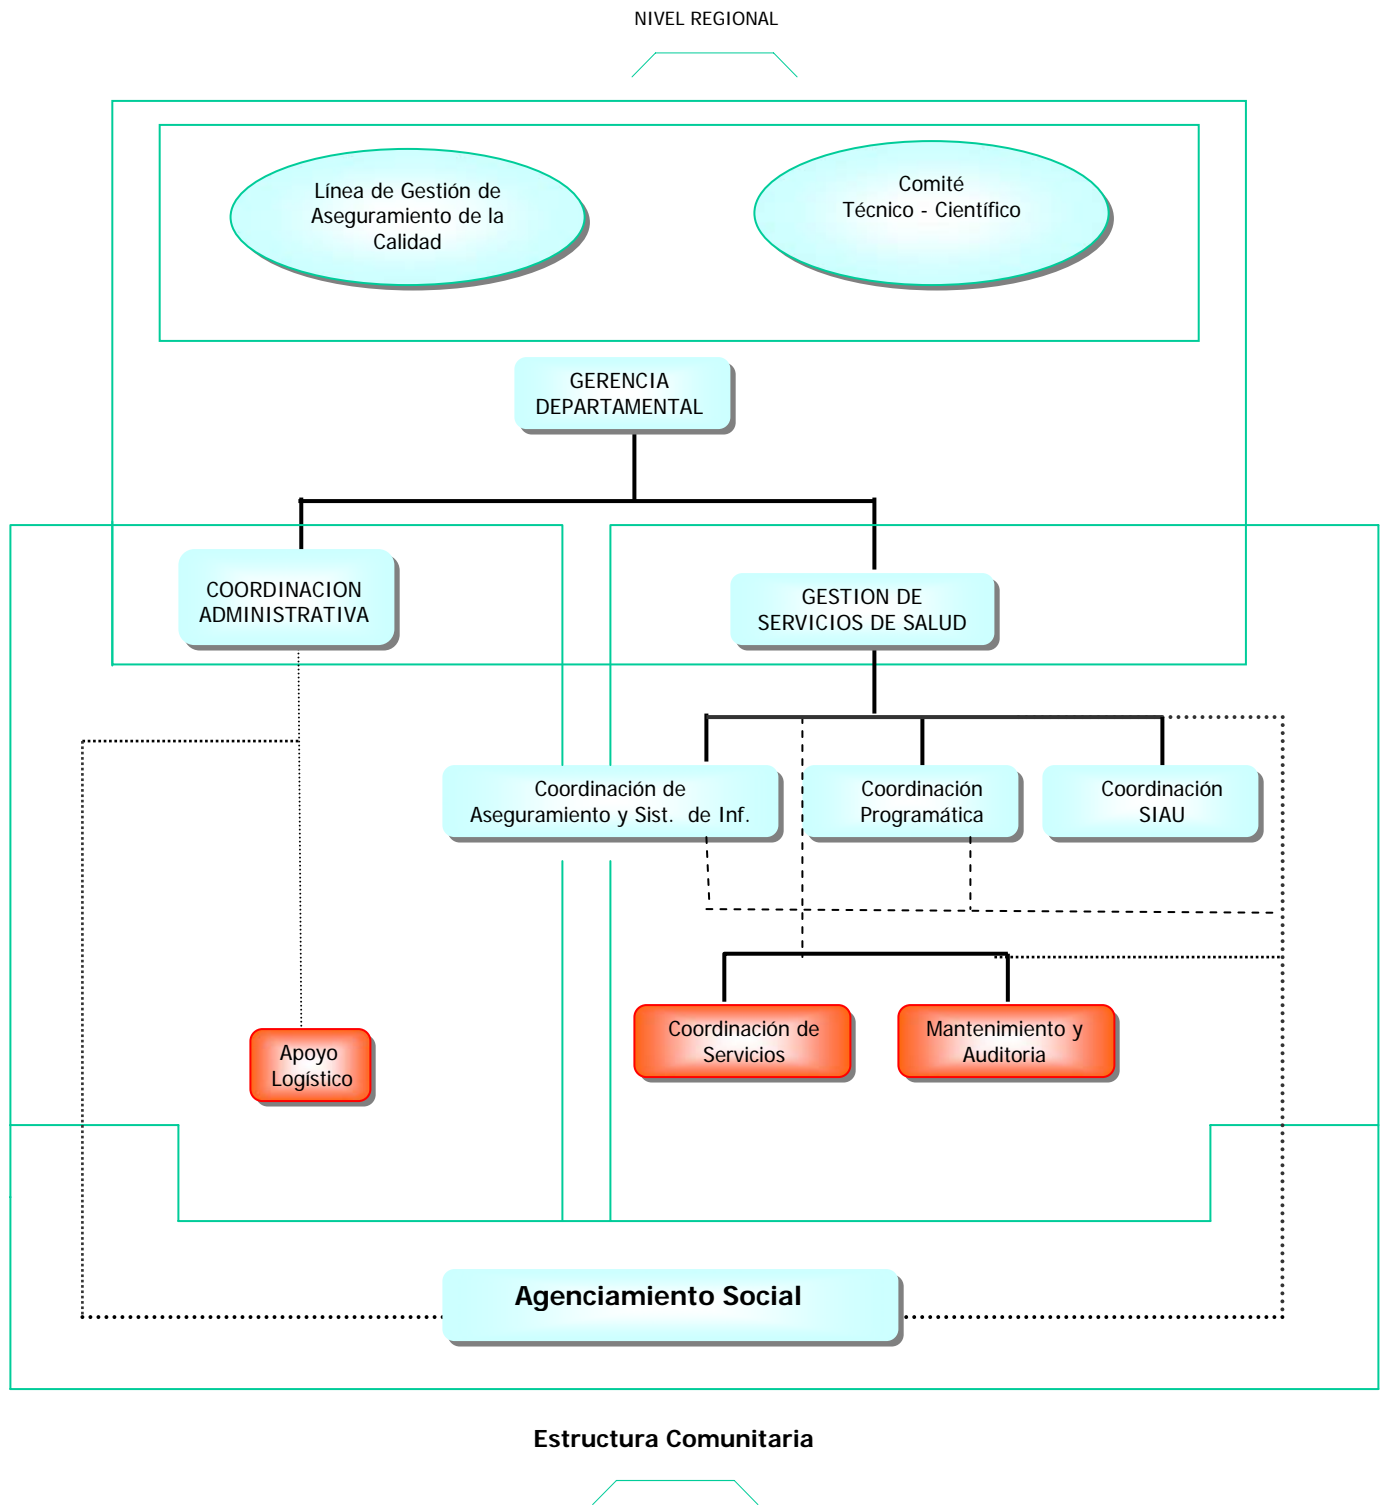 NIVEL REGIONAL
Línea de Gestión de
Aseguramiento de la
Calidad
Comité
Técnico - Científico
GERENCIA
DEPARTAMENTAL
COORDINACION
ADMINISTRATIVA
GESTION DE
SERVICIOS DE SALUD
Coordinación de
Aseguramiento y Sist. de Inf.
Coordinación
Programática
Coordinación
SIAU
Coordinación de
Servicios
Mantenimiento y
Auditoria
Apoyo
Logístico
Agenciamiento Social
Estructura Comunitaria